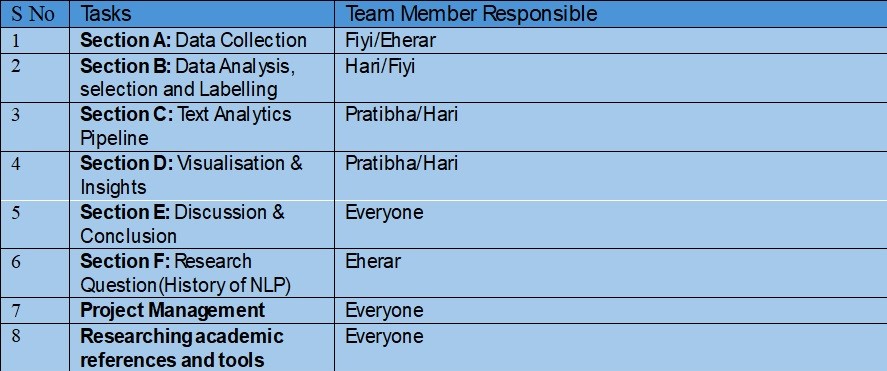 S No Tasks Team Member Responsible
1 Section A: Data Collection Fiyi/Eherar
2 Section B: Data Analysis, Hari/Fiyi
selection and Labelling
3 Section C: Text Analytics Pratibha/Hari
Pipeline
4 Section D: Visualisation & Pratibha/Hari
Insights
5 Section E: Discussion & Everyone
Conclusion
6 Section F: Research Eherar
Question(History of NLP)
7 Project Management Everyone
8 Researching academic Everyone
references and tools